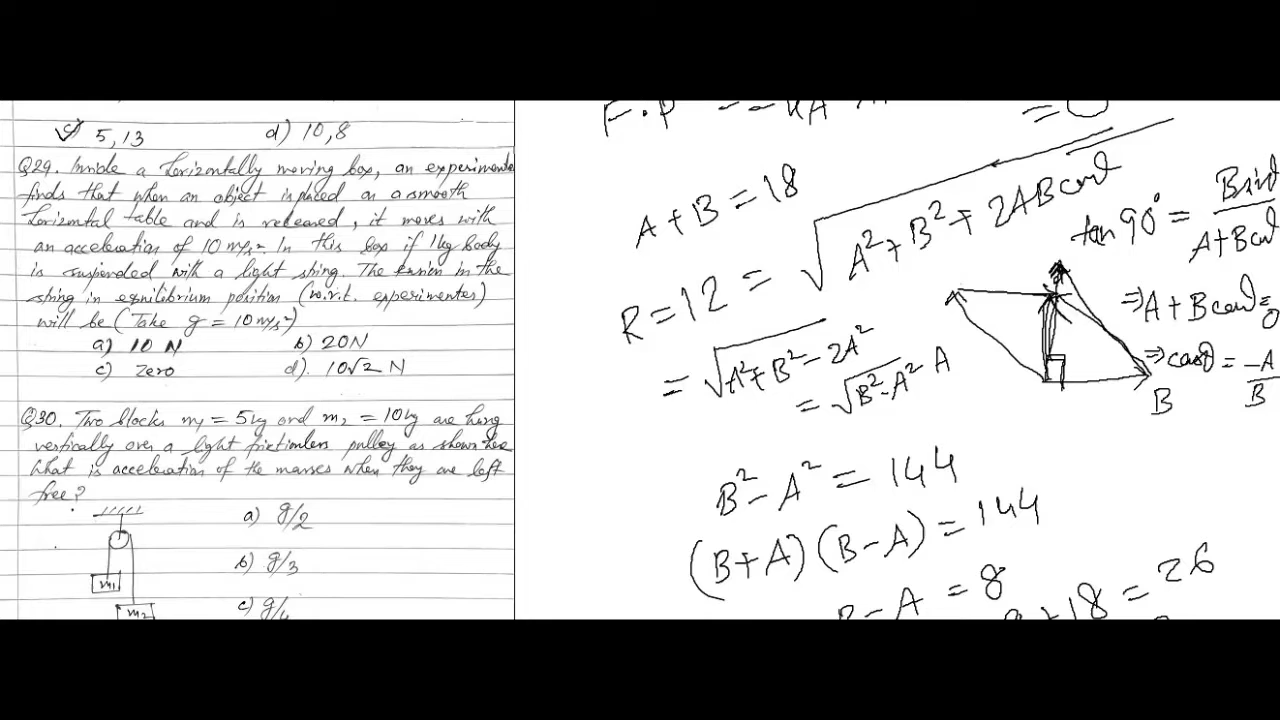 c) 5,13 d) 10,8
Q29. Inside a horizontally moving box, an experimente
finds that when an object is placed on a smooth
horizontal table and is released, it moves with
an acceleration of 10 m/s². In this box if 1kg body
is suspended with a light string. The tension in the
string in equilibrium position (w.r.t. experimenter)
will be (Take g = 10 m/s²)
a) 10 N b) 20N
c) zero d). 10√2 N
Q30. Two blocks m₁ = 5kg and m₂ = 10kg are hung
vertically over a light frictionless pulley as shown here
What is acceleration of the masses when they are left
free?
a) g/2
b) g/3
m₁
m₂ c) g/4
= 0
A + B = 18
R = 12 = √A² + B² + 2AB cosθ
= √A² + B² - 2A²
= √B² - A²
A
B
tan 90° = B sinθ / A + B cosθ
⇒ A + B cosθ = 0
⇒ cosθ = -A / B
B² - A² = 144
(B + A) (B - A) = 144
B - A = 8
18 = 26